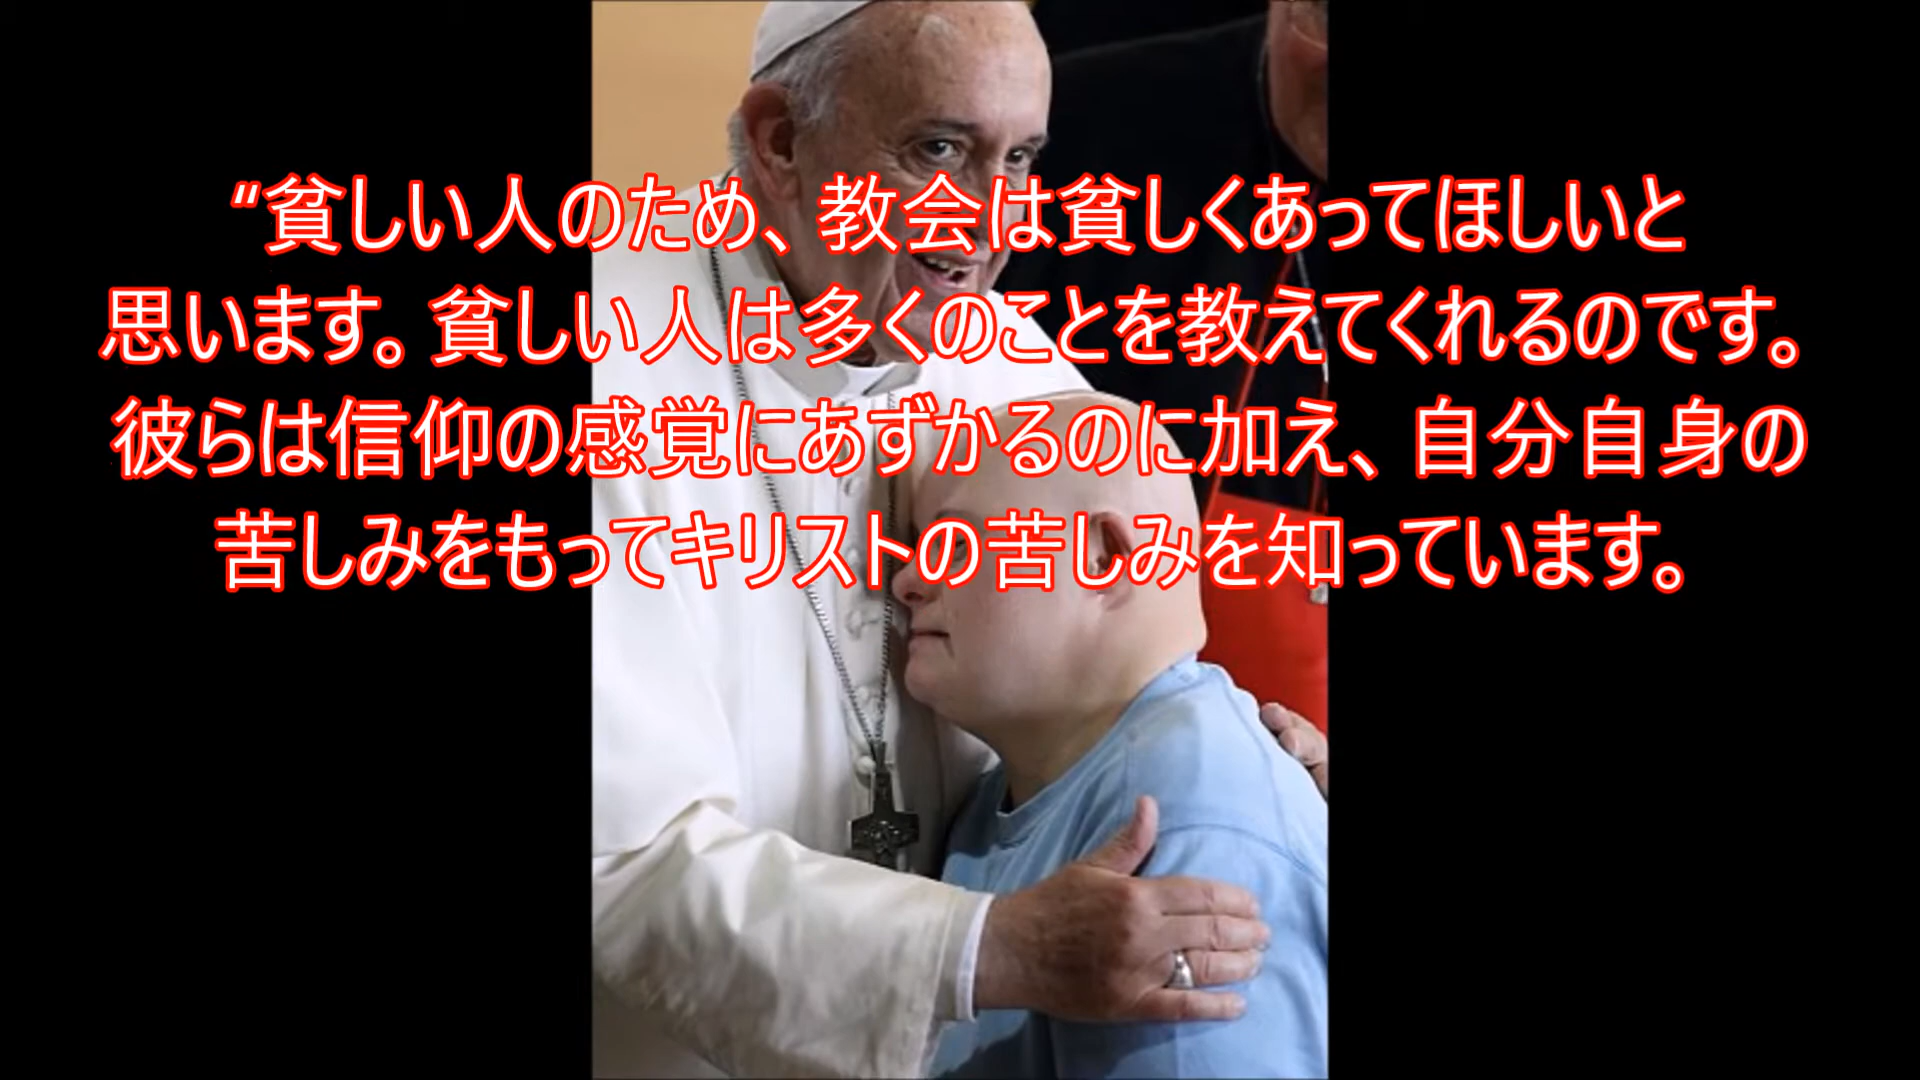 “貧しい人のため、教会は貧しくあってほしいと
思います。貧しい人は多くのことを教えてくれるのです。
彼らは信仰の感覚にあずかるのに加え、自分自身の
苦しみをもってキリストの苦しみを知っています。